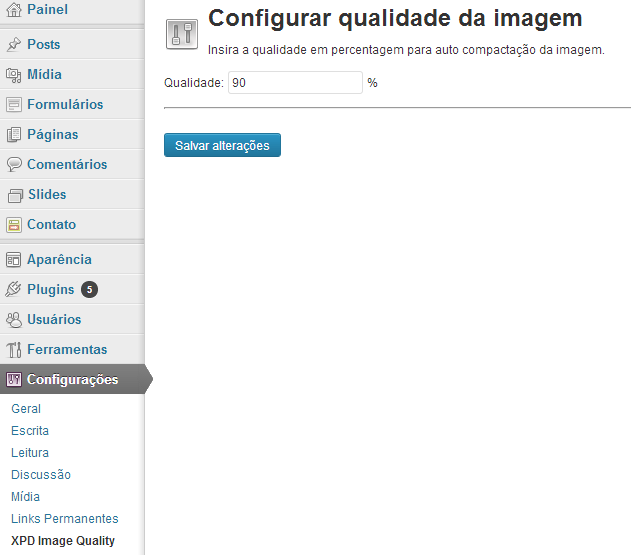 Painel
Posts
Mídia
Formulários
Páginas
Comentários
Slides
Contato
Aparência
Plugins 5
Usuários
Ferramentas
Configurações
Geral
Escrita
Leitura
Discussão
Mídia
Links Permanentes
XPD Image Quality
Configurar qualidade da imagem
Insira a qualidade em percentagem para auto compactação da imagem.
Qualidade: 90 %
Salvar alterações